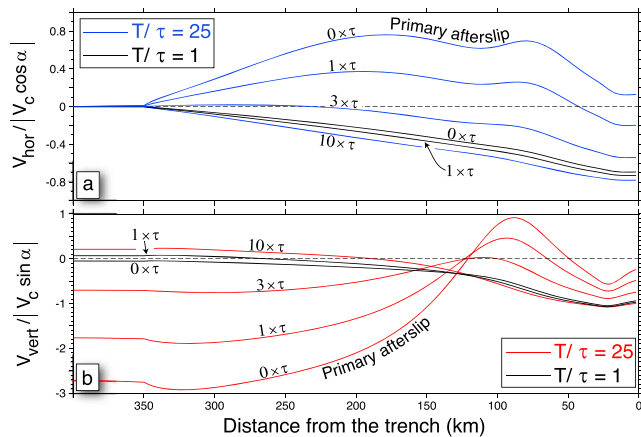 T/ τ = 25
T/ τ = 1
Primary afterslip
0×τ
1×τ
3×τ
0×τ
10×τ
1×τ
0.8
0.4
0
-0.4
-0.8
V_hor / | V_c cos α |
a
1×τ
10×τ
0×τ
3×τ
1×τ
0×τ
Primary afterslip
1
0
-1
-2
-3
V_vert / | V_c sin α |
b
T/ τ = 25
T/ τ = 1
400 350 300 250 200 150 100 50 0
Distance from the trench (km)